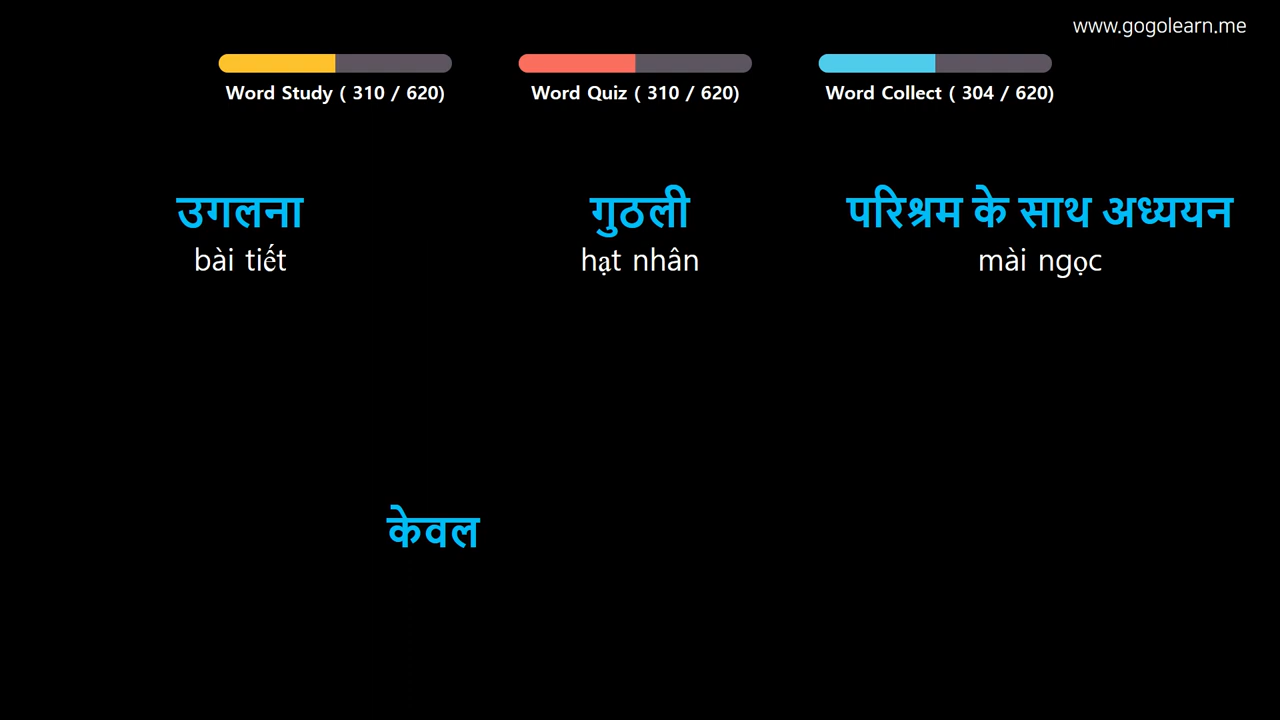 www.gogolearn.me
Word Study ( 310 / 620)
Word Quiz ( 310 / 620)
Word Collect ( 304 / 620)
उगलना
bài tiết
गुठली
hạt nhân
परिश्रम के साथ अध्ययन
mài ngọc
केवल